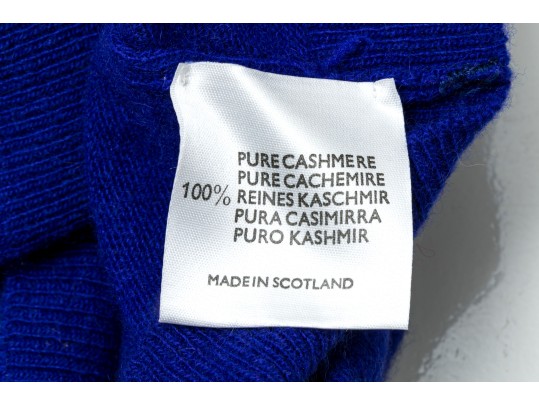 PURE CASHMERE
PURE CACHEMIRE
100% REINES KASCHMIR
PURA CASIMIRRA
PURO KASHMIR
MADE IN SCOTLAND